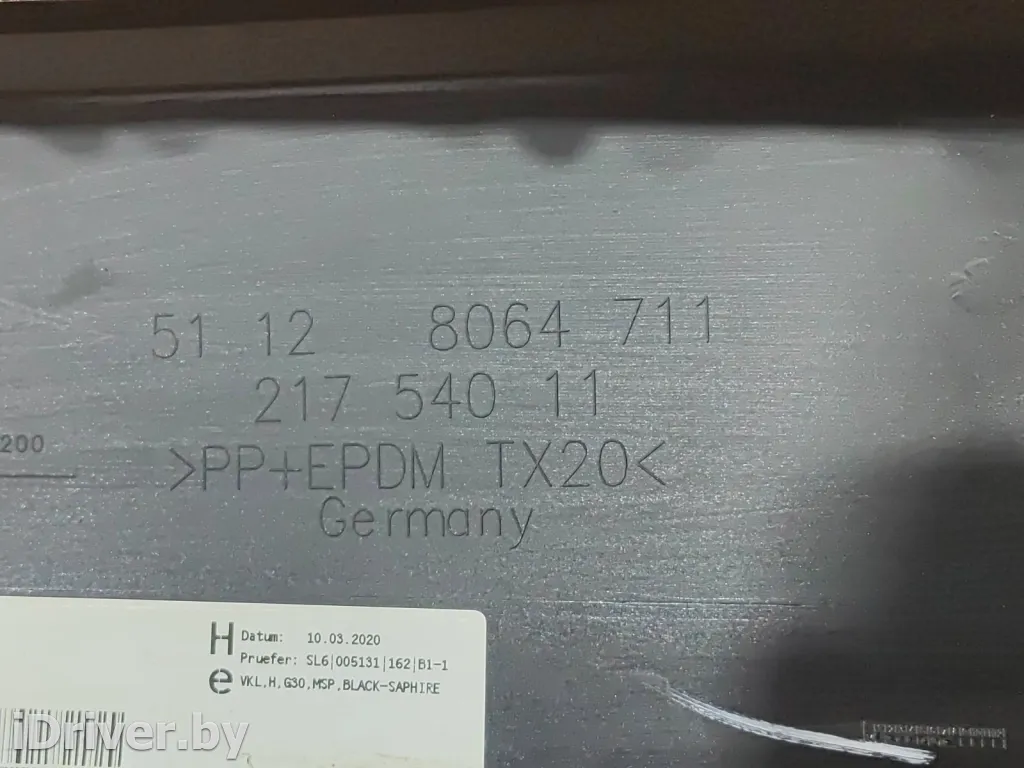 51 12 8064 711
217 540 11
200
>PP+EPDM TX20<
Germany
H Datum: 10.03.2020
Pruefer: SL6|005131|162|B1-1
e VKL,H,G30,MSP,BLACK-SAPHIRE
iDriver.by